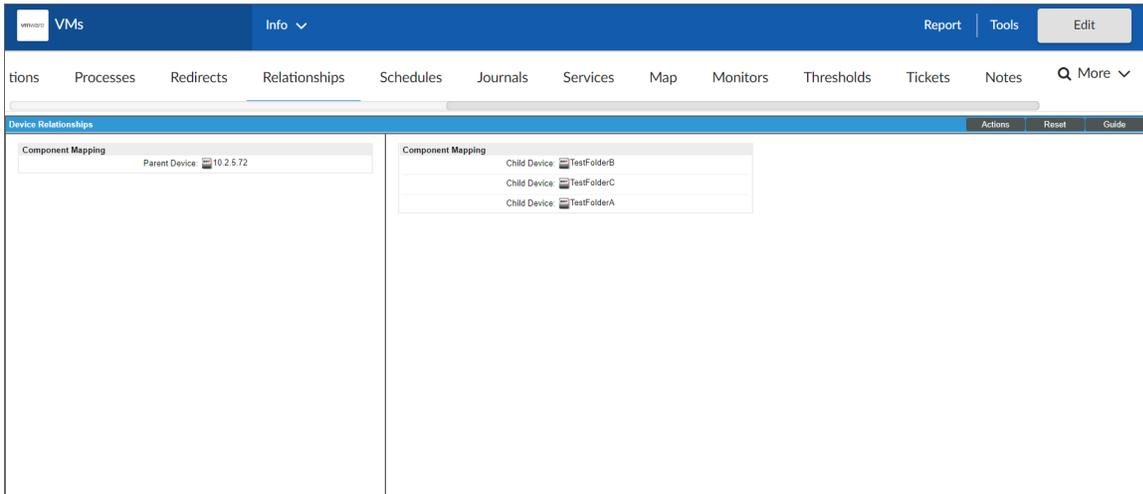 vmware VMs Info Report Tools Edit
tions Processes Redirects Relationships Schedules Journals Services Map Monitors Thresholds Tickets Notes More
Device Relationships Actions Reset Guide
Component Mapping
Parent Device: 10.2.5.72
Component Mapping
Child Device: TestFolderB
Child Device: TestFolderC
Child Device: TestFolderA